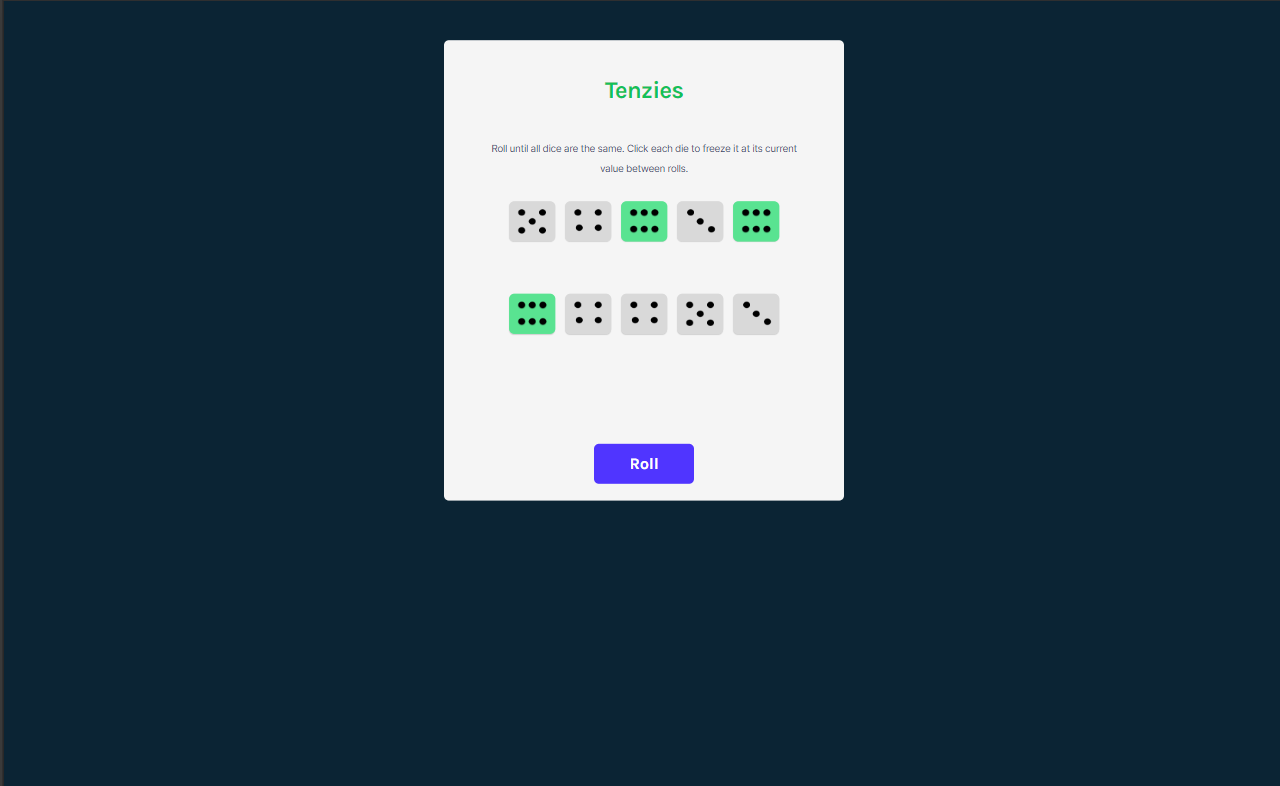 Tenzies
Roll until all dice are the same. Click each die to freeze it at its current
value between rolls.
Roll